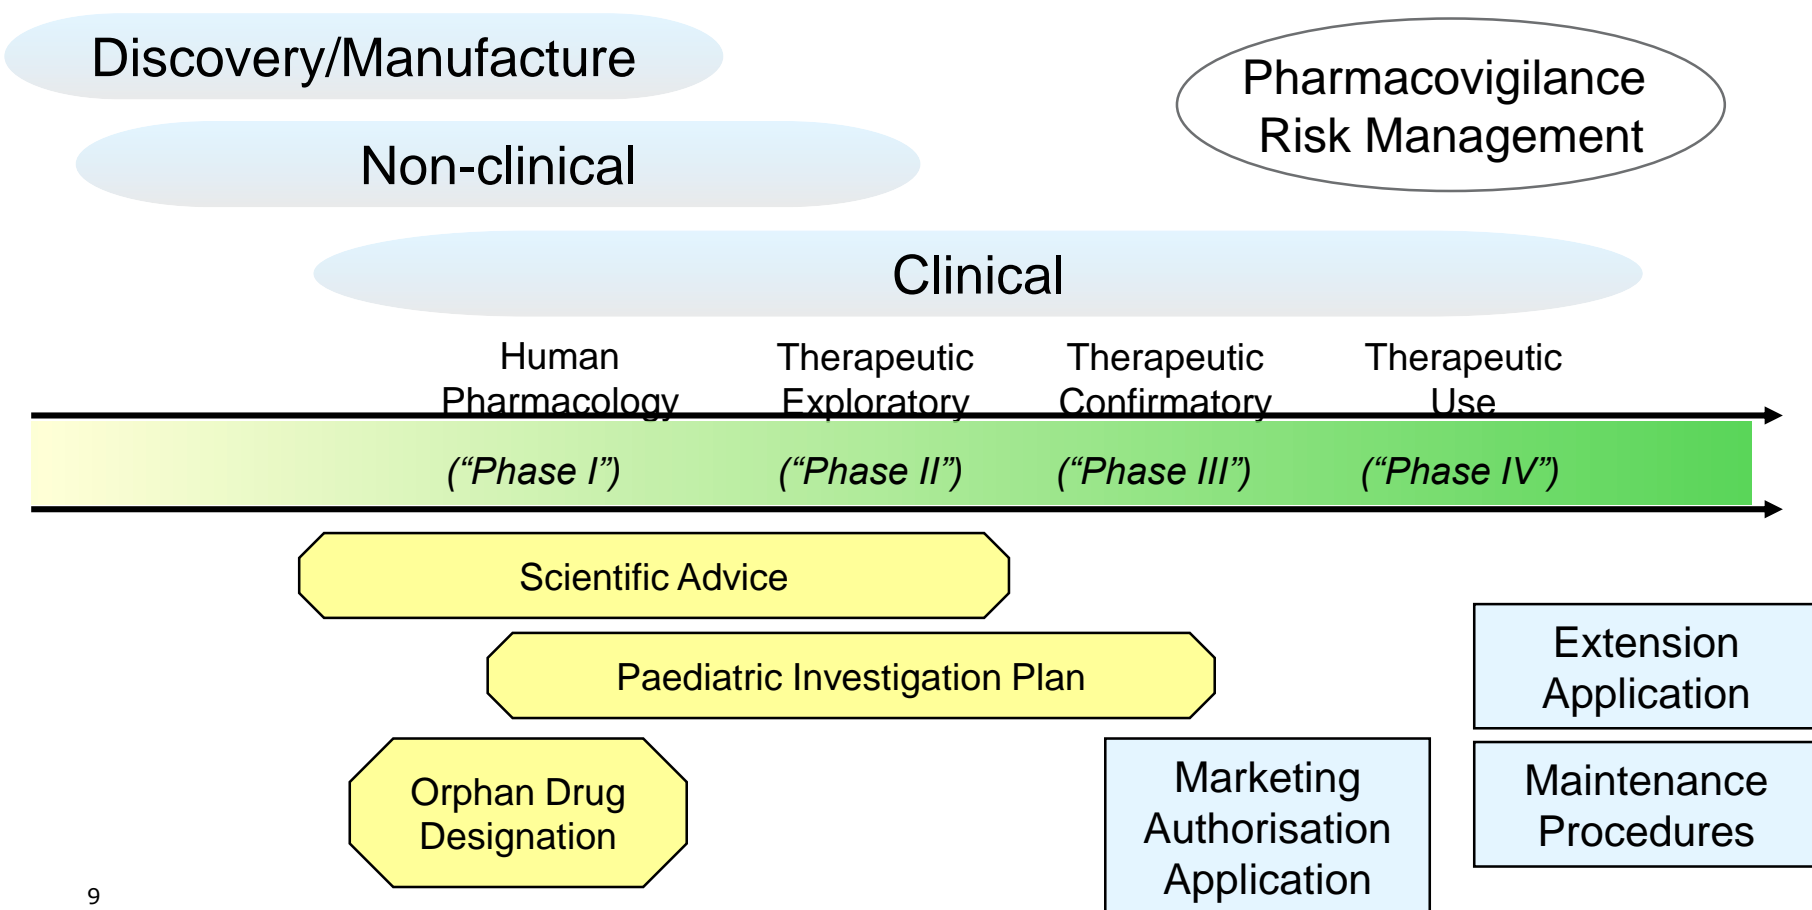 Discovery/Manufacture
Pharmacovigilance
Risk Management
Non-clinical
Clinical
Human
Pharmacology
Therapeutic
Exploratory
Therapeutic
Confirmatory
Therapeutic
Use
(“Phase I”)
(“Phase II”)
(“Phase III”)
(“Phase IV”)
Scientific Advice
Paediatric Investigation Plan
Extension
Application
Orphan Drug
Designation
Marketing
Authorisation
Application
Maintenance
Procedures
9